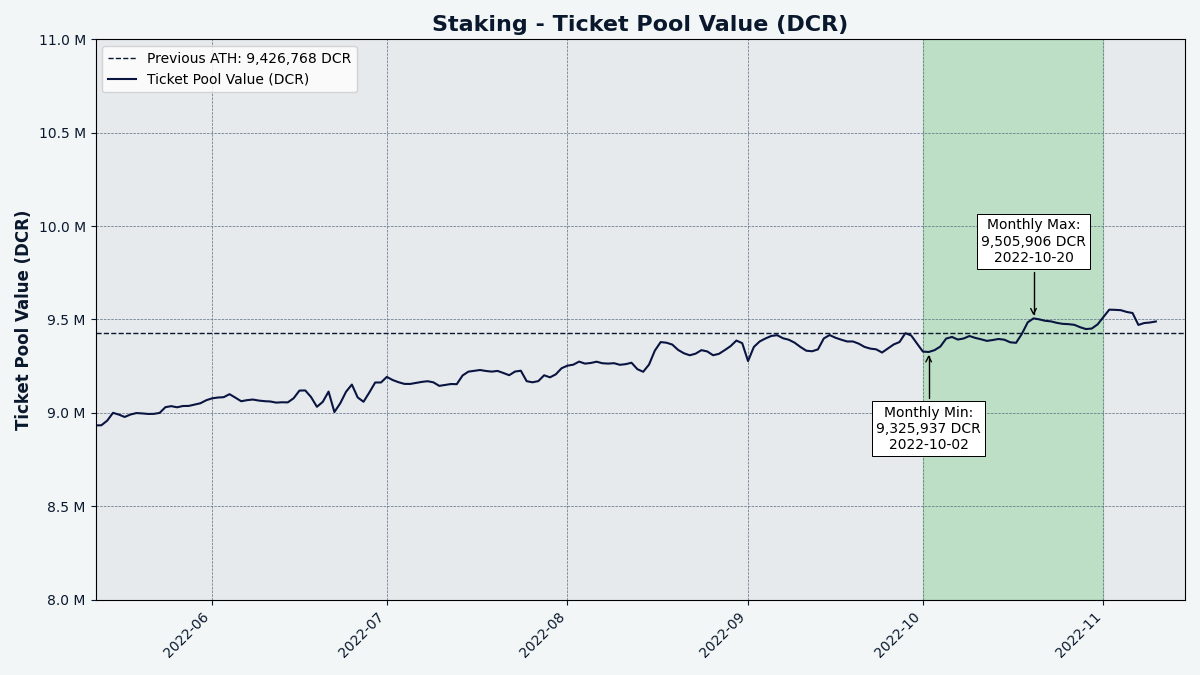 Staking - Ticket Pool Value (DCR)
Previous ATH: 9,426,768 DCR
Ticket Pool Value (DCR)
Ticket Pool Value (DCR)
11.0 M
10.5 M
10.0 M
9.5 M
9.0 M
8.5 M
8.0 M
Monthly Max:
9,505,906 DCR
2022-10-20
Monthly Min:
9,325,937 DCR
2022-10-02
2022-06
2022-07
2022-08
2022-09
2022-10
2022-11